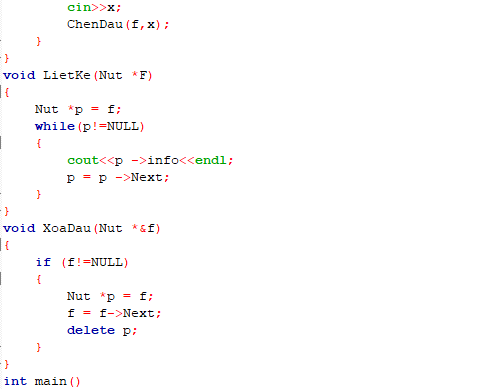 cin>>x;
ChenDau(f,x);
}
}
void LietKe(Nut *F)
{
Nut *p = f;
while(p!=NULL)
{
cout<<p ->info<<endl;
p = p ->Next;
}
}
void XoaDau(Nut *&f)
{
if (f!=NULL)
{
Nut *p = f;
f = f->Next;
delete p;
}
}
int main()